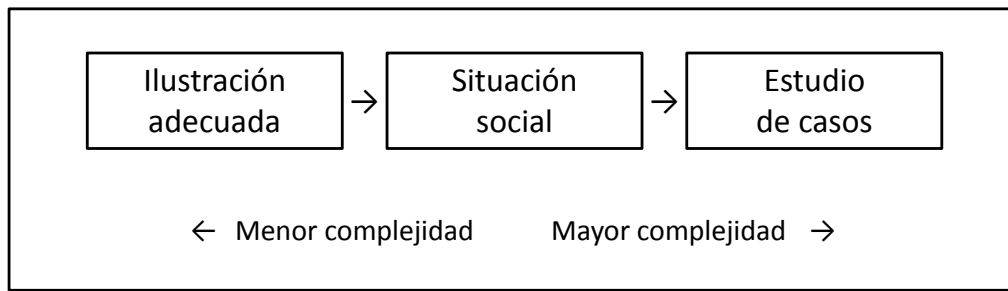 Ilustración
adecuada
→
Situación
social
→
Estudio
de casos
← Menor complejidad
Mayor complejidad →